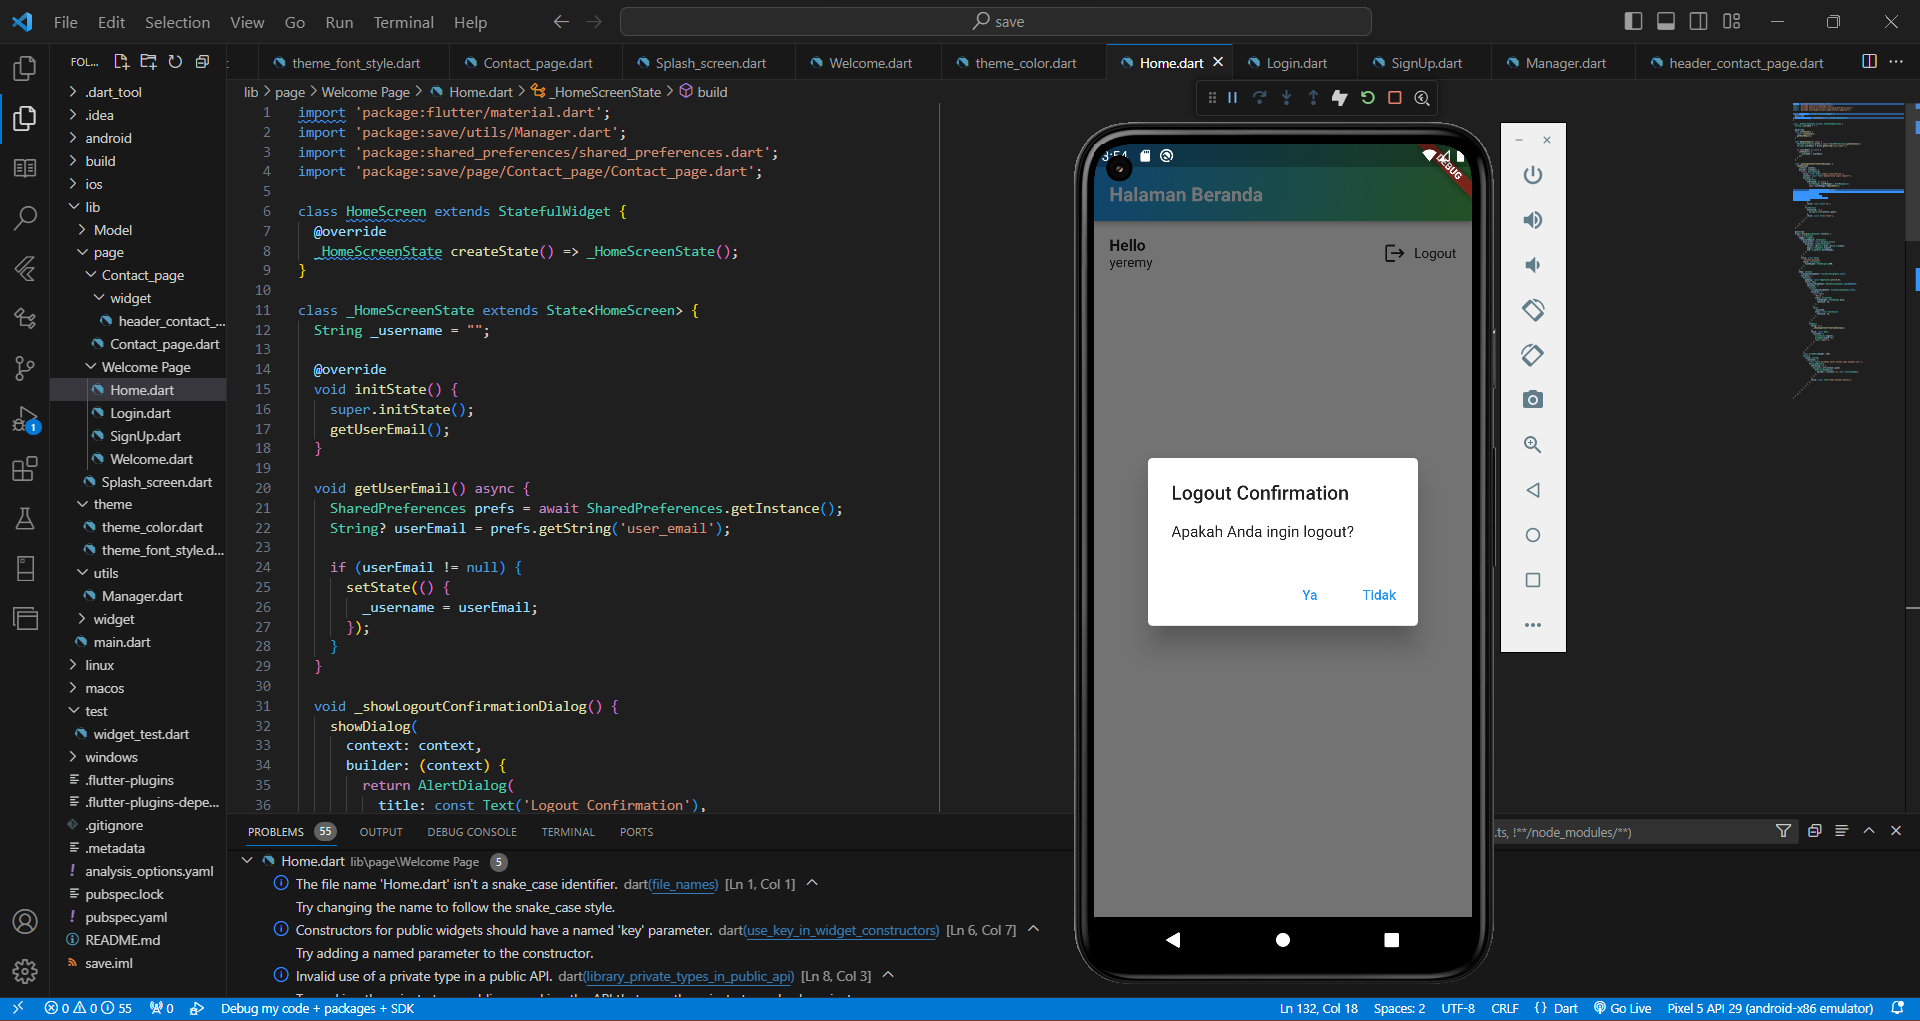 File Edit Selection View Go Run Terminal Help
save
FOL...
theme_font_style.dart Contact_page.dart Splash_screen.dart Welcome.dart theme_color.dart Home.dart Login.dart SignUp.dart Manager.dart header_contact_page.dart
lib > page > Welcome Page > Home.dart > _HomeScreenState > build
.dart_tool
.idea
android
build
ios
lib
Model
page
Contact_page
widget
header_contact_...
Contact_page.dart
Welcome Page
Home.dart
Login.dart
SignUp.dart
Welcome.dart
Splash_screen.dart
theme
theme_color.dart
theme_font_style.d...
utils
Manager.dart
widget
main.dart
linux
macos
test
widget_test.dart
windows
.flutter-plugins
.flutter-plugins-depe...
.gitignore
.metadata
analysis_options.yaml
pubspec.lock
pubspec.yaml
README.md
save.iml
1
1 import 'package:flutter/material.dart';
2 import 'package:save/utils/Manager.dart';
3 import 'package:shared_preferences/shared_preferences.dart';
4 import 'package:save/page/Contact_page/Contact_page.dart';
5
6 class HomeScreen extends StatefulWidget {
7 @override
8 _HomeScreenState createState() => _HomeScreenState();
9 }
10
11 class _HomeScreenState extends State<HomeScreen> {
12 String _username = "";
13
14 @override
15 void initState() {
16 super.initState();
17 getUserEmail();
18 }
19
20 void getUserEmail() async {
21 SharedPreferences prefs = await SharedPreferences.getInstance();
22 String? userEmail = prefs.getString('user_email');
23
24 if (userEmail != null) {
25 setState(() {
26 _username = userEmail;
27 });
28 }
29 }
30
31 void _showLogoutConfirmationDialog() {
32 showDialog(
33 context: context,
34 builder: (context) {
35 return AlertDialog(
36 title: const Text('Logout Confirmation'),
DEBUG
Halaman Beranda
Hello
yeremy
Logout
Logout Confirmation
Apakah Anda ingin logout?
Ya Tidak
PROBLEMS 55 OUTPUT DEBUG CONSOLE TERMINAL PORTS
.ts, !**/node_modules/**)
Home.dart lib\page\Welcome Page 5
The file name 'Home.dart' isn't a snake_case identifier. dart(file_names) [Ln 1, Col 1]
Try changing the name to follow the snake_case style.
Constructors for public widgets should have a named 'key' parameter. dart(use_key_in_widget_constructors) [Ln 6, Col 7]
Try adding a named parameter to the constructor.
Invalid use of a private type in a public API. dart(library_private_types_in_public_api) [Ln 8, Col 3]
0 0 55 0 Debug my code + packages + SDK
Ln 132, Col 18 Spaces: 2 UTF-8 CRLF { } Dart Go Live Pixel 5 API 29 (android-x86 emulator)